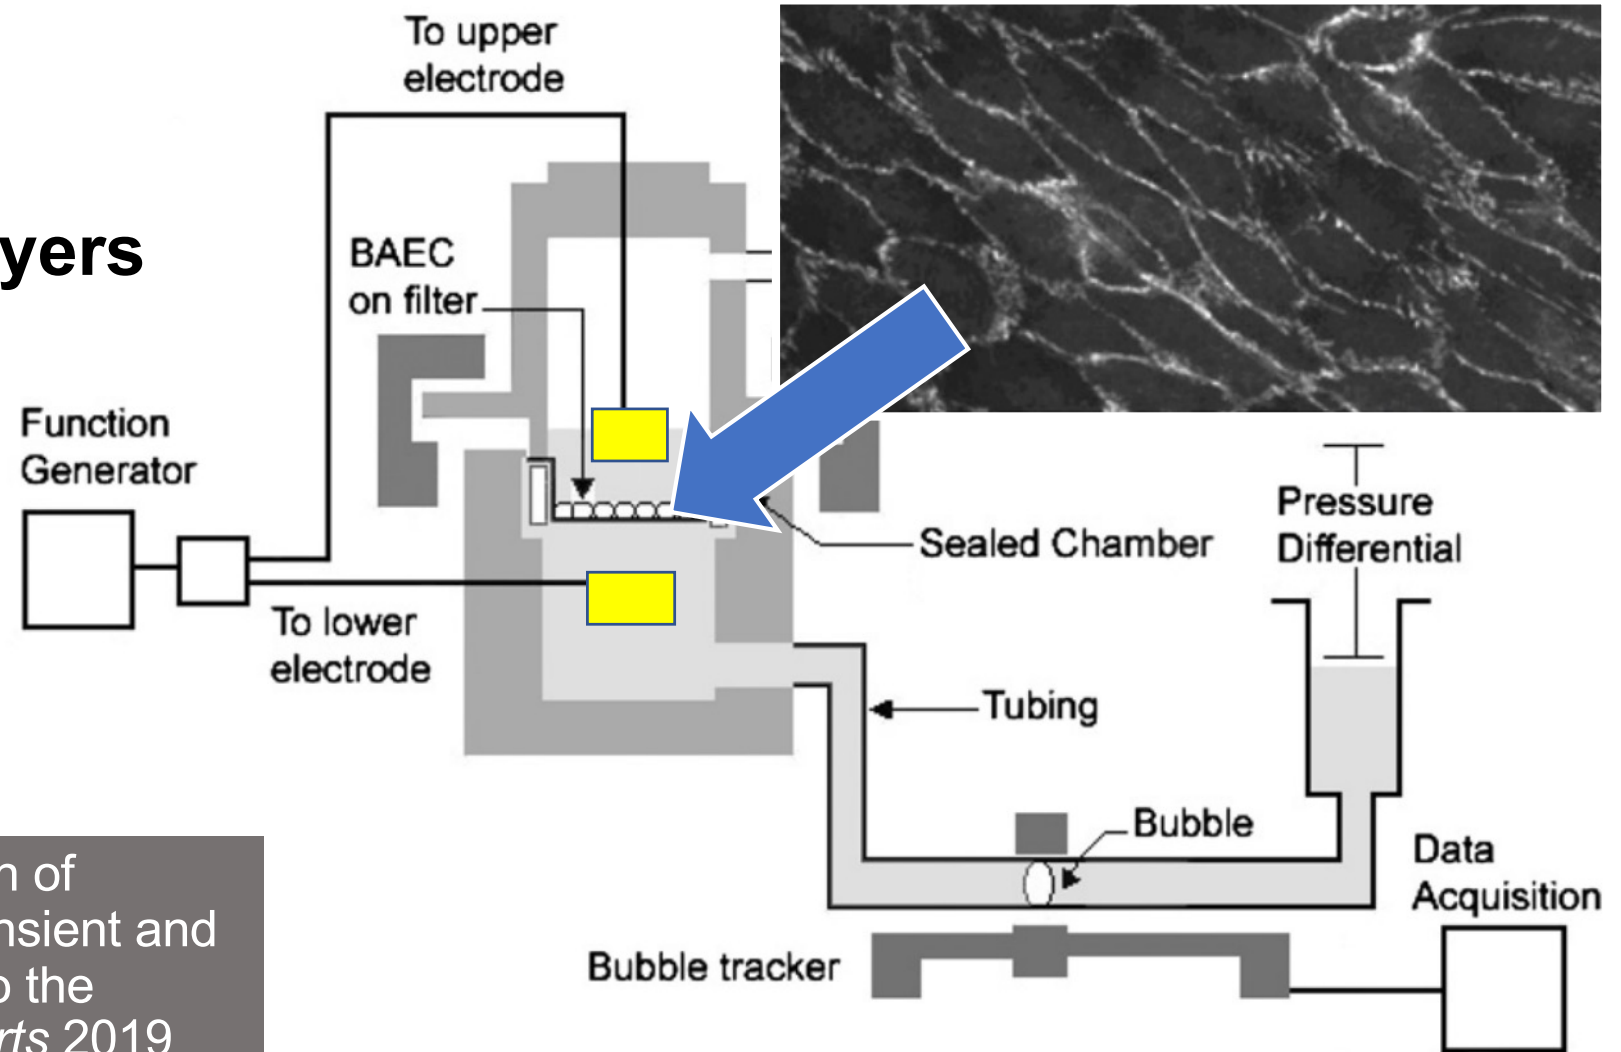 To upper
electrode
yers
BAEC
on filter
Function
Generator
Pressure
Differential
Sealed Chamber
To lower
electrode
Tubing
Bubble
Data
Acquisition
Bubble tracker
n of
nsient and
o the
rts 2019